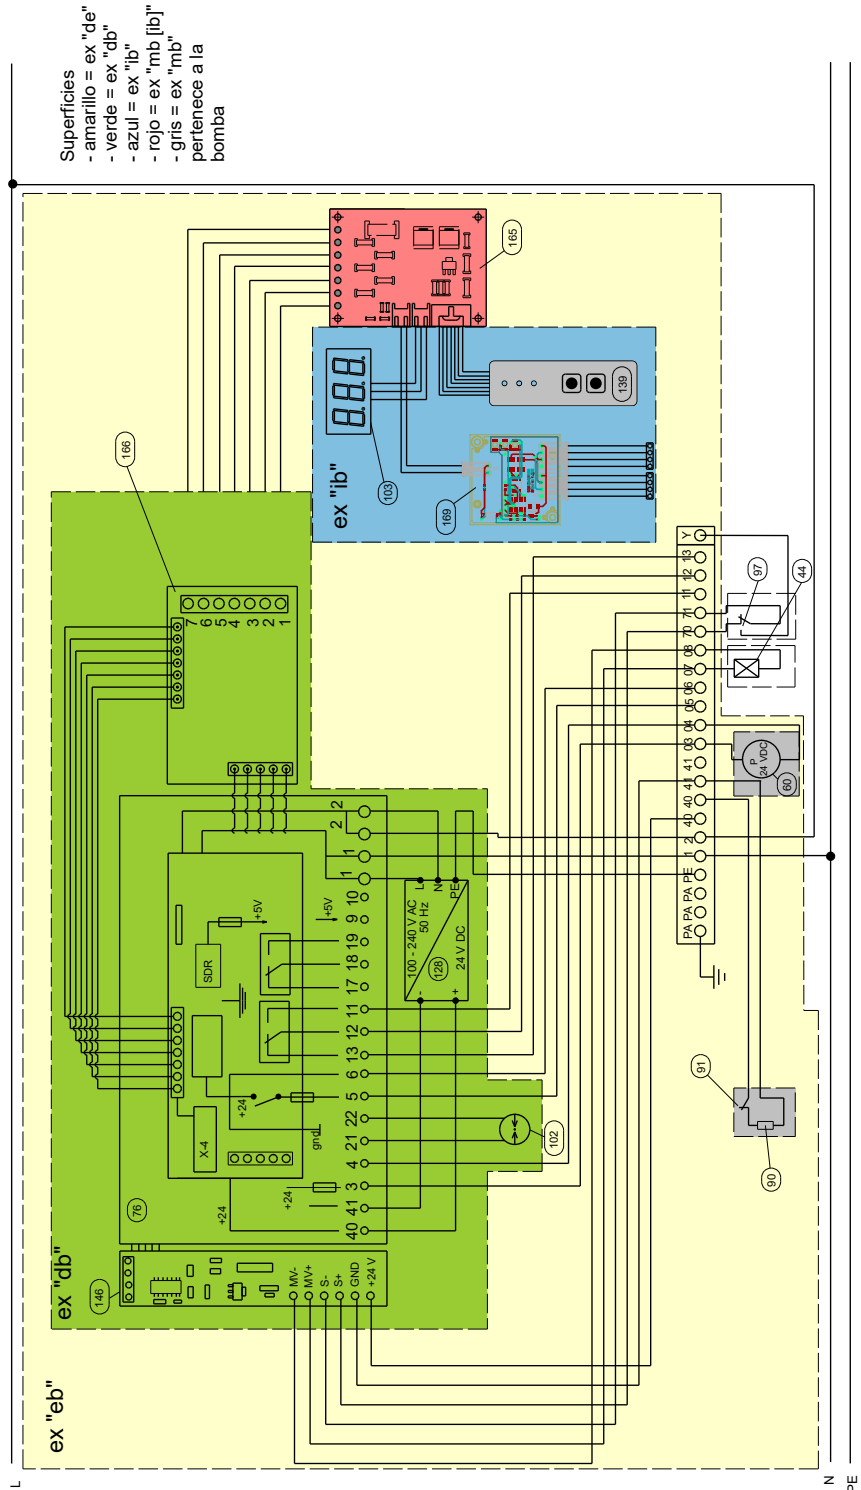 Superficies
- amarillo = ex "de"
- verde = ex "db"
- azul = ex "ib"
- rojo = ex "mb [ib]"
- gris = ex "mb"
pertenece a la
bomba
L
N
PE
ex "eb"
ex "db"
ex "ib"
146
76
166
165
103
139
169
128
102
97
44
60
91
90
MV-
MV+
S-
S+
GND
+24 V
X-4
SDR
+5V
+5V
+24
+24
+24
gnd
7
6
5
4
3
2
1
40
41
3
4
21
22
5
6
13
12
11
17
18
19
9
10
1
1
2
2
100 - 240 V AC
50 Hz
24 V DC
L
N
PE
-
+
PA
PA
PA
PE
1
2
40
40
41
41
03
04
05
06
07
08
70
71
11
12
13
Y
P
24 VDC